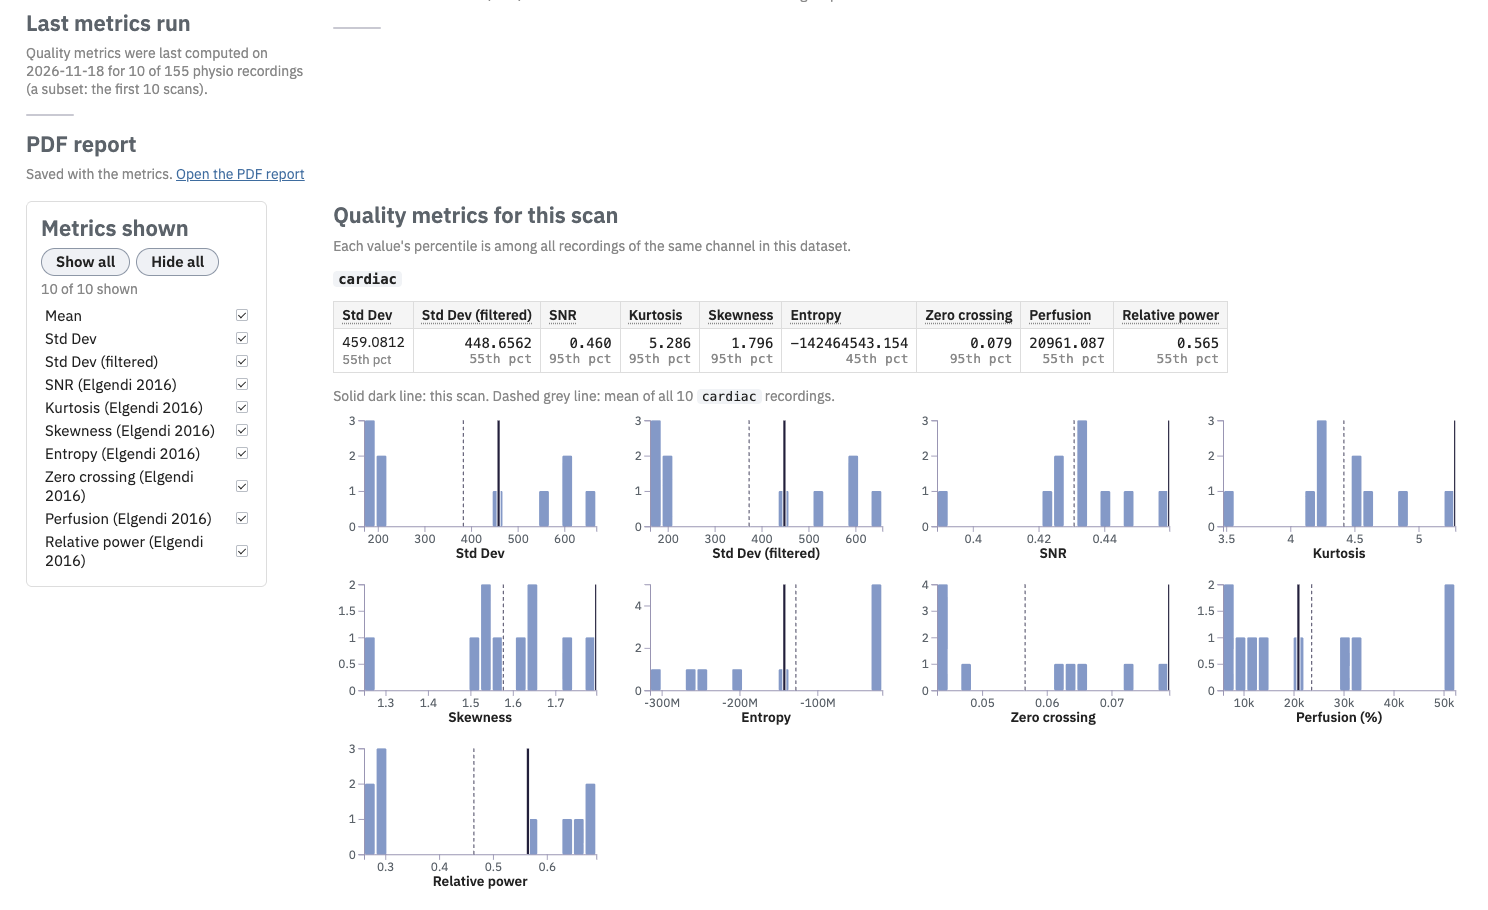 Last metrics run
Quality metrics were last computed on
2026-11-18 for 10 of 155 physio recordings
(a subset: the first 10 scans).
PDF report
Saved with the metrics. Open the PDF report
Metrics shown
Show all Hide all
10 of 10 shown
Mean
Std Dev
Std Dev (filtered)
SNR (Elgendi 2016)
Kurtosis (Elgendi 2016)
Skewness (Elgendi 2016)
Entropy (Elgendi 2016)
Zero crossing (Elgendi
2016)
Perfusion (Elgendi 2016)
Relative power (Elgendi
2016)
Quality metrics for this scan
Each value's percentile is among all recordings of the same channel in this dataset.
cardiac
Std Dev Std Dev (filtered) SNR Kurtosis Skewness Entropy Zero crossing Perfusion Relative power
459.0812 448.6562 0.460 5.286 1.796 −142464543.154 0.079 20961.087 0.565
55th pct 55th pct 95th pct 95th pct 95th pct 45th pct 95th pct 55th pct 55th pct
Solid dark line: this scan. Dashed grey line: mean of all 10 cardiac recordings.
3
2
1
0
200 300 400 500 600
Std Dev
3
2
1
0
200 300 400 500 600
Std Dev (filtered)
3
2
1
0
0.4 0.42 0.44
SNR
3
2
1
0
3.5 4 4.5 5
Kurtosis
2
1.5
1
0.5
0
1.3 1.4 1.5 1.6 1.7
Skewness
4
2
0
-300M -200M -100M
Entropy
4
3
2
1
0
0.05 0.06 0.07
Zero crossing
2
1.5
1
0.5
0
10k 20k 30k 40k 50k
Perfusion (%)
3
2
1
0
0.3 0.4 0.5 0.6
Relative power